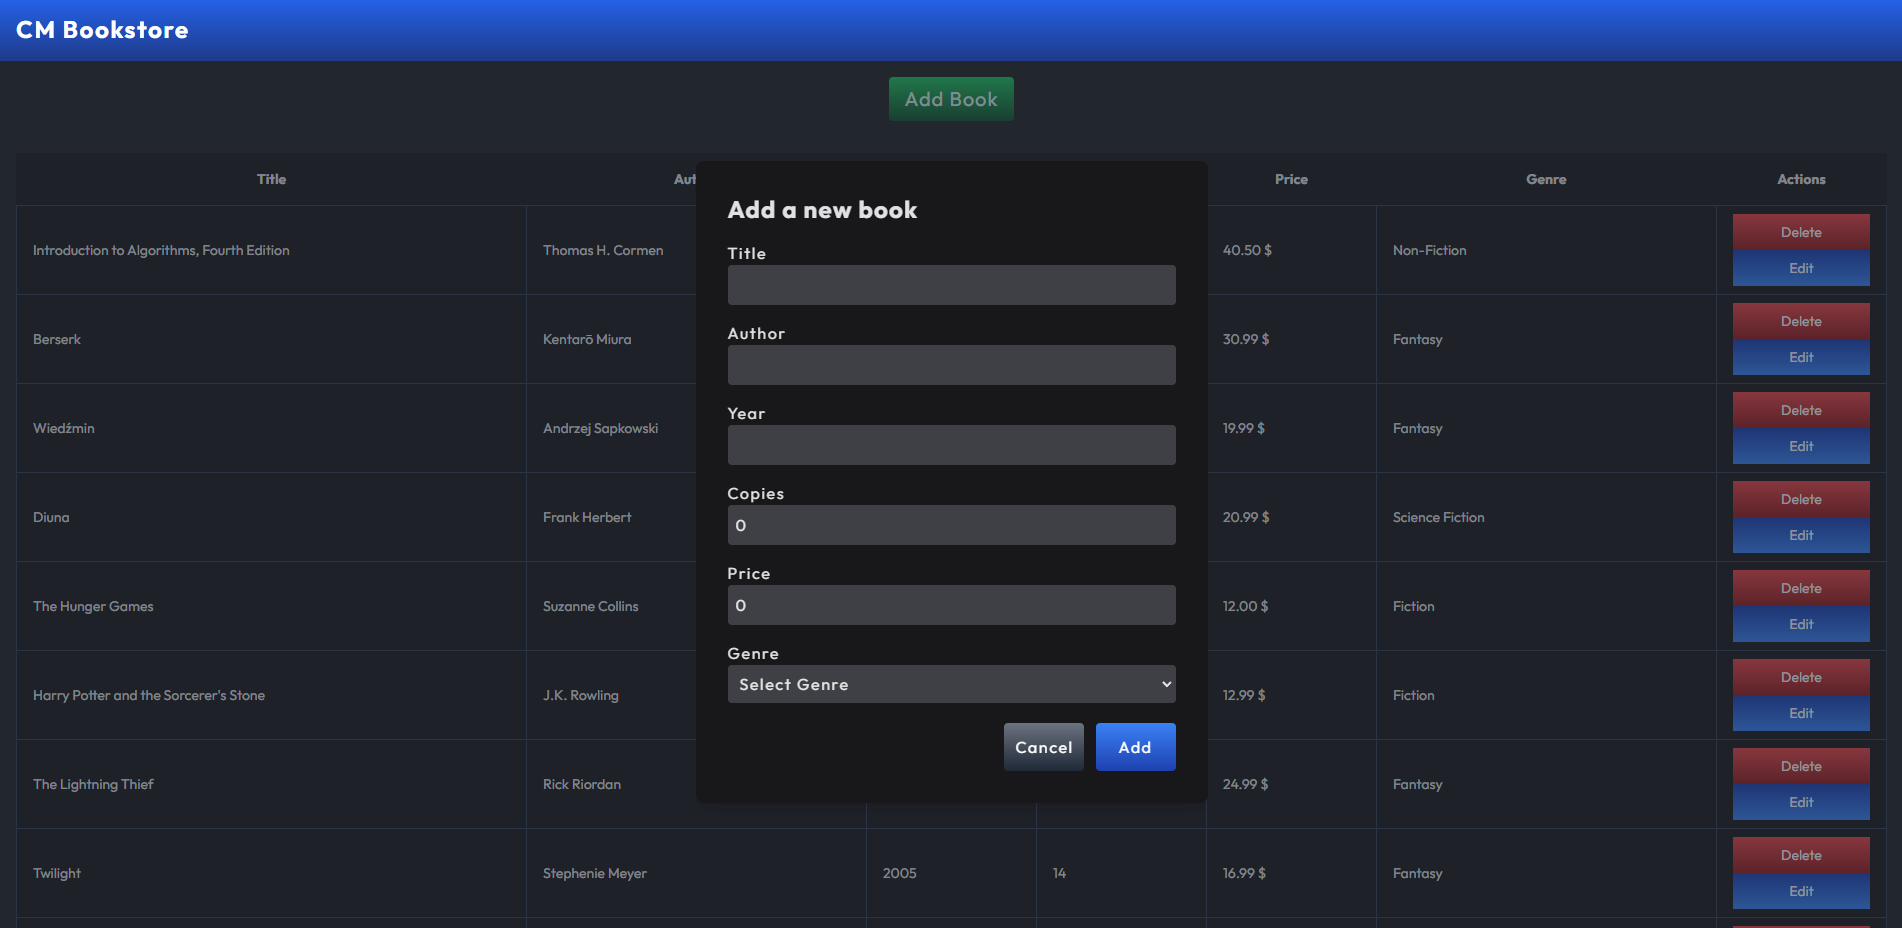 CM Bookstore
Add Book
Title Aut Price Genre Actions
Introduction to Algorithms, Fourth Edition Thomas H. Cormen 40.50 $ Non-Fiction Delete Edit
Berserk Kentarō Miura 30.99 $ Fantasy Delete Edit
Wiedźmin Andrzej Sapkowski 19.99 $ Fantasy Delete Edit
Diuna Frank Herbert 20.99 $ Science Fiction Delete Edit
The Hunger Games Suzanne Collins 12.00 $ Fiction Delete Edit
Harry Potter and the Sorcerer's Stone J.K. Rowling 12.99 $ Fiction Delete Edit
The Lightning Thief Rick Riordan 24.99 $ Fantasy Delete Edit
Twilight Stephenie Meyer 2005 14 16.99 $ Fantasy Delete Edit
Add a new book
Title
Author
Year
Copies
0
Price
0
Genre
Select Genre
Cancel Add